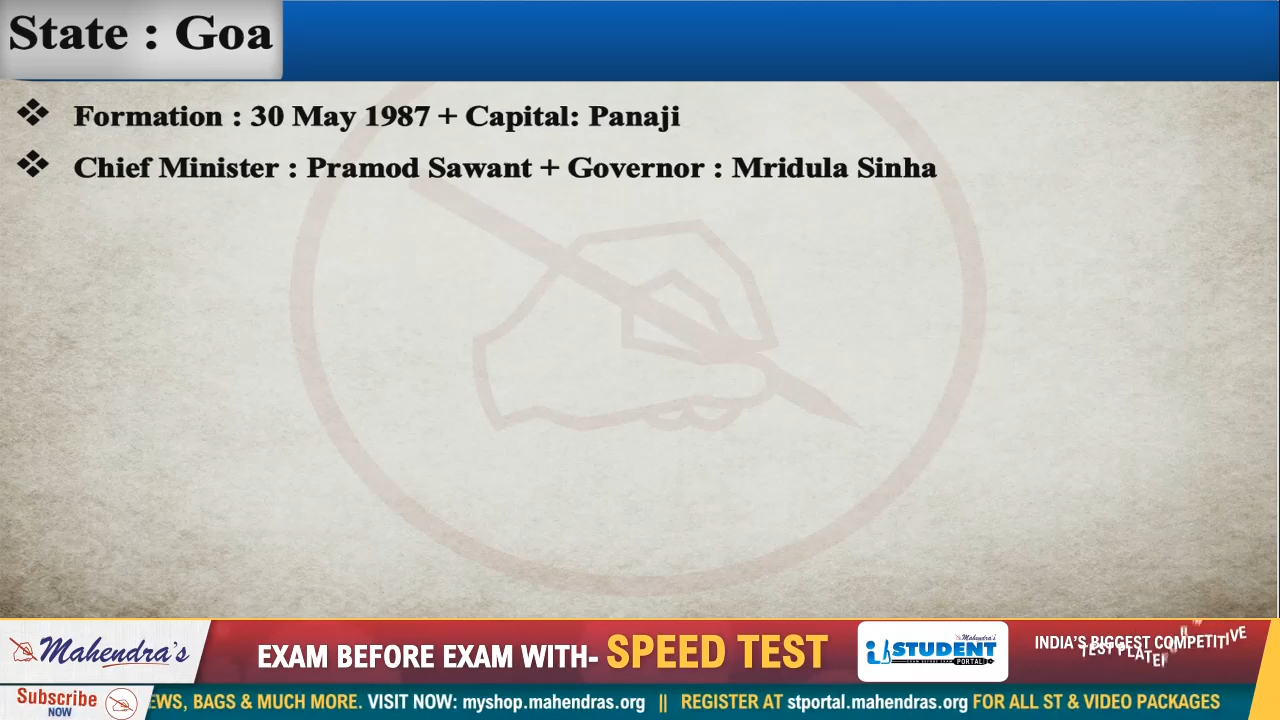 State : Goa
❖ Formation : 30 May 1987 + Capital: Panaji
❖ Chief Minister : Pramod Sawant + Governor : Mridula Sinha
Mahendra's
EXAM BEFORE EXAM WITH- SPEED TEST
Mahendra's
STUDENT
PORTAL
INDIA'S BIGGEST COMPETITIVE
TEST
Subscribe
NOW
EWS, BAGS & MUCH MORE. VISIT NOW: myshop.mahendras.org || REGISTER AT stportal.mahendras.org FOR ALL ST & VIDEO PACKAGES